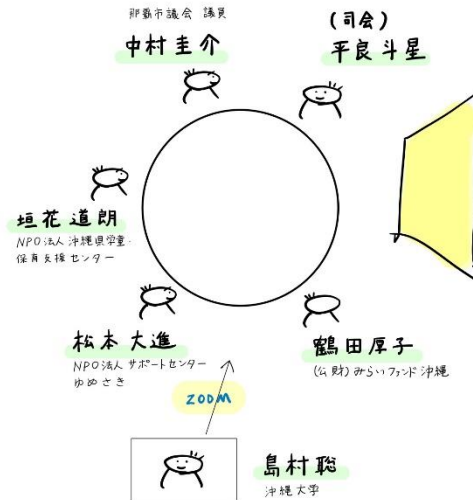 那覇市議会 議員
中村圭介
(司会)
平良斗星
垣花道朗
NPO法人 沖縄県学童・
保育支援センター
松本大進
NPO法人 サポートセンター
ゆめさき
鶴田厚子
(公財)みらいファンド沖縄
ZOOM
島村聡
沖縄大学